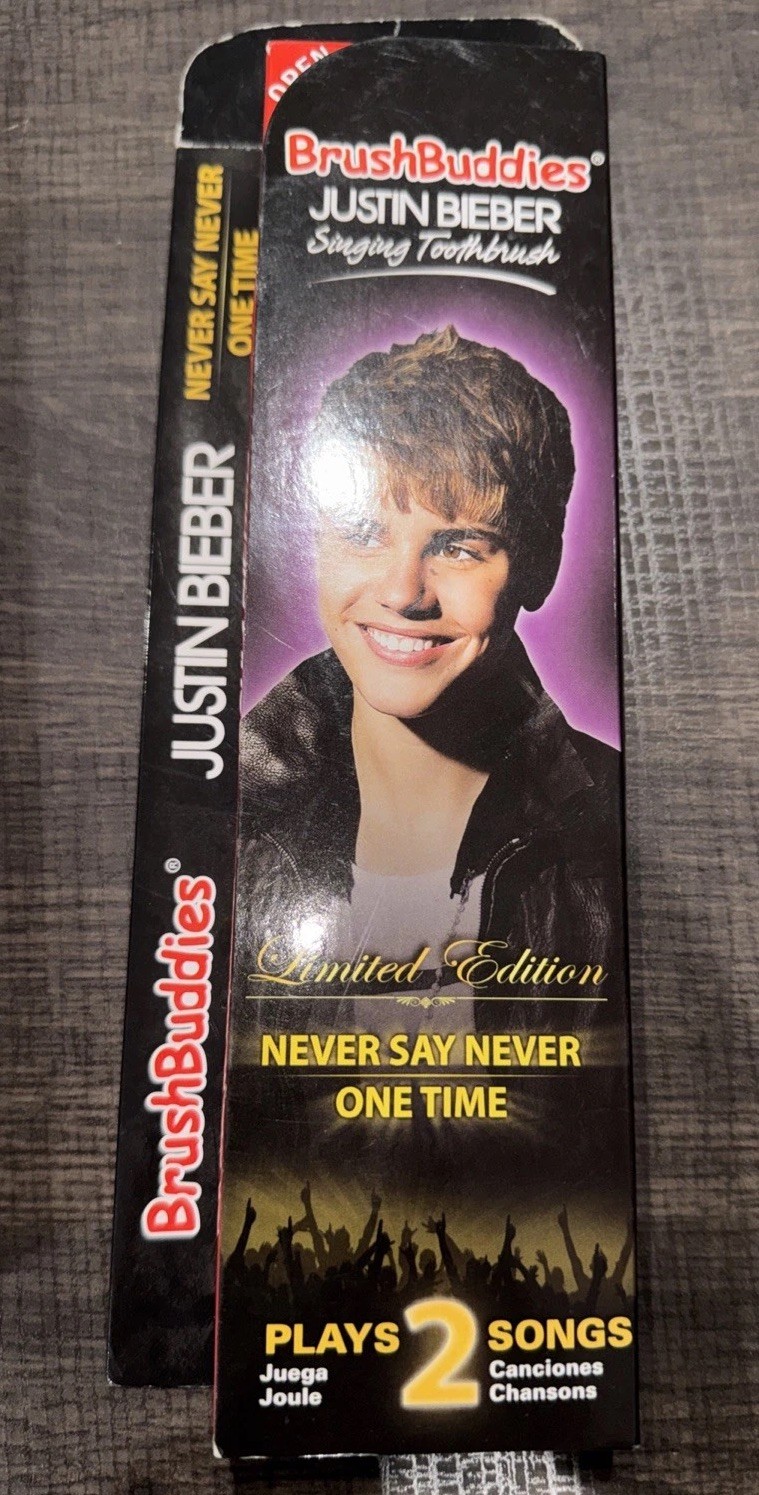 OPEN
BrushBuddies®
JUSTIN BIEBER
Singing Toothbrush
Limited Edition
NEVER SAY NEVER
ONE TIME
PLAYS 2 SONGS
Juega Canciones
Joule Chansons
BrushBuddies®
JUSTIN BIEBER
NEVER SAY NEVER
ONE TIME